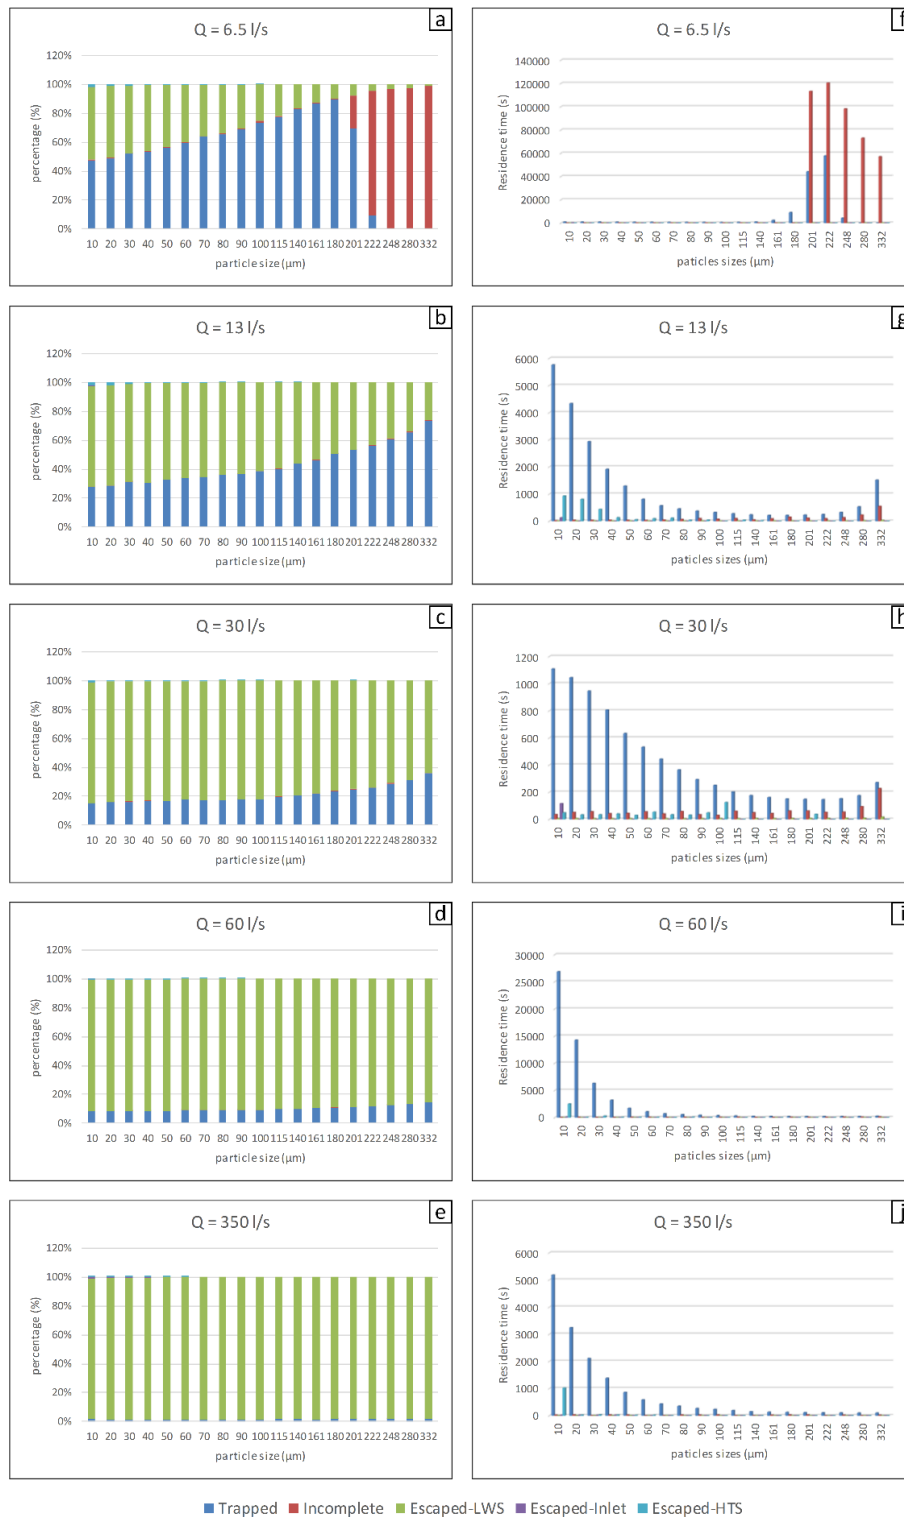 a
Q = 6.5 l/s
percentage (%)
120%
100%
80%
60%
40%
20%
0%
10 20 30 40 50 60 70 80 90 100 115 140 161 180 201 222 248 280 332
particle size (μm)
f
Q = 6.5 l/s
Residence time (s)
140000
120000
100000
80000
60000
40000
20000
0
10 20 30 40 50 60 70 80 90 100 115 140 161 180 201 222 248 280 332
paticles sizes (μm)
b
Q = 13 l/s
percentage (%)
120%
100%
80%
60%
40%
20%
0%
10 20 30 40 50 60 70 80 90 100 115 140 161 180 201 222 248 280 332
particle size (μm)
g
Q = 13 l/s
Residence time (s)
6000
5000
4000
3000
2000
1000
0
10 20 30 40 50 60 70 80 90 100 115 140 161 180 201 222 248 280 332
paticles sizes (μm)
c
Q = 30 l/s
percentage (%)
120%
100%
80%
60%
40%
20%
0%
10 20 30 40 50 60 70 80 90 100 115 140 161 180 201 222 248 280 332
particle size (μm)
h
Q = 30 l/s
Residence time (s)
1200
1000
800
600
400
200
0
10 20 30 40 50 60 70 80 90 100 115 140 161 180 201 222 248 280 332
paticles sizes (μm)
d
Q = 60 l/s
percentage (%)
120%
100%
80%
60%
40%
20%
0%
10 20 30 40 50 60 70 80 90 100 115 140 161 180 201 222 248 280 332
particle size (μm)
i
Q = 60 l/s
Residence time (s)
30000
25000
20000
15000
10000
5000
0
10 20 30 40 50 60 70 80 90 100 115 140 161 180 201 222 248 280 332
paticles sizes (μm)
e
Q = 350 l/s
percentage (%)
120%
100%
80%
60%
40%
20%
0%
10 20 30 40 50 60 70 80 90 100 115 140 161 180 201 222 248 280 332
particle size (μm)
j
Q = 350 l/s
Residence time (s)
6000
5000
4000
3000
2000
1000
0
10 20 30 40 50 60 70 80 90 100 115 140 161 180 201 222 248 280 332
paticles sizes (μm)
Trapped Incomplete Escaped-LWS Escaped-Inlet Escaped-HTS